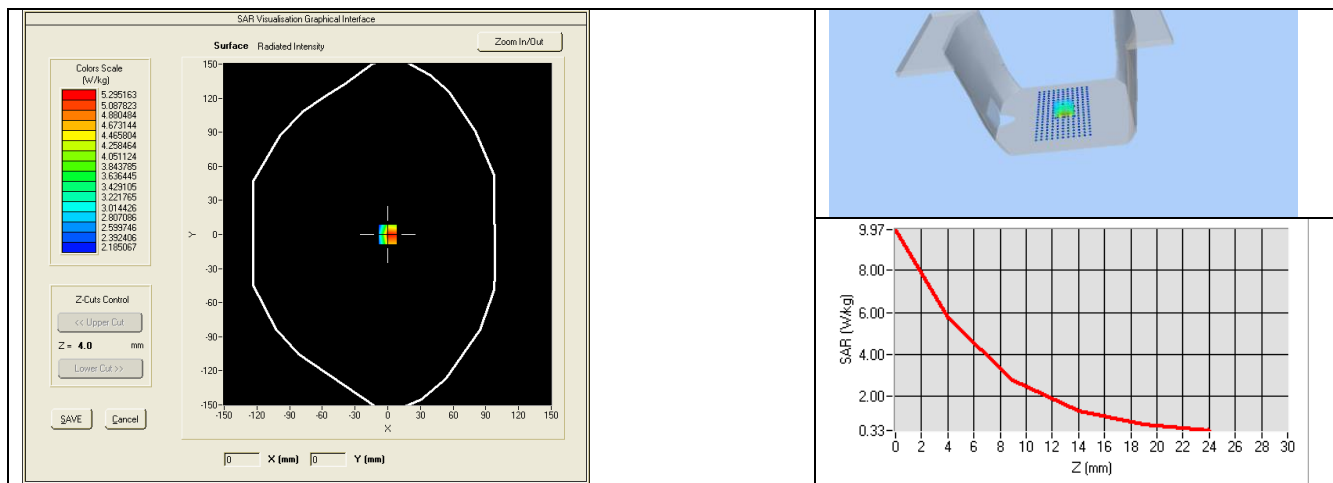 SAR Visualisation Graphical Interface
Surface Radiated Intensity
Zoom In/Out
Colors Scale
(W/kg)
5.295163
5.087823
4.880484
4.673144
4.465804
4.258464
4.051124
3.843785
3.636445
3.429105
3.221765
3.014426
2.807086
2.599746
2.392406
2.185067
Z-Cuts Control
<< Upper Cut
Z = 4.0 mm
Lower Cut >>
SAVE Cancel
150-
120-
90-
60-
30-
0-
-30-
-60-
-90-
-120-
-150-
Y
-150 -120 -90 -60 -30 0 30 60 90 120 150
X
0 X (mm) 0 Y (mm)
9.97-
8.00-
6.00-
4.00-
2.00-
0.33-
SAR (W/kg)
0 2 4 6 8 10 12 14 16 18 20 22 24 26 28 30
Z (mm)